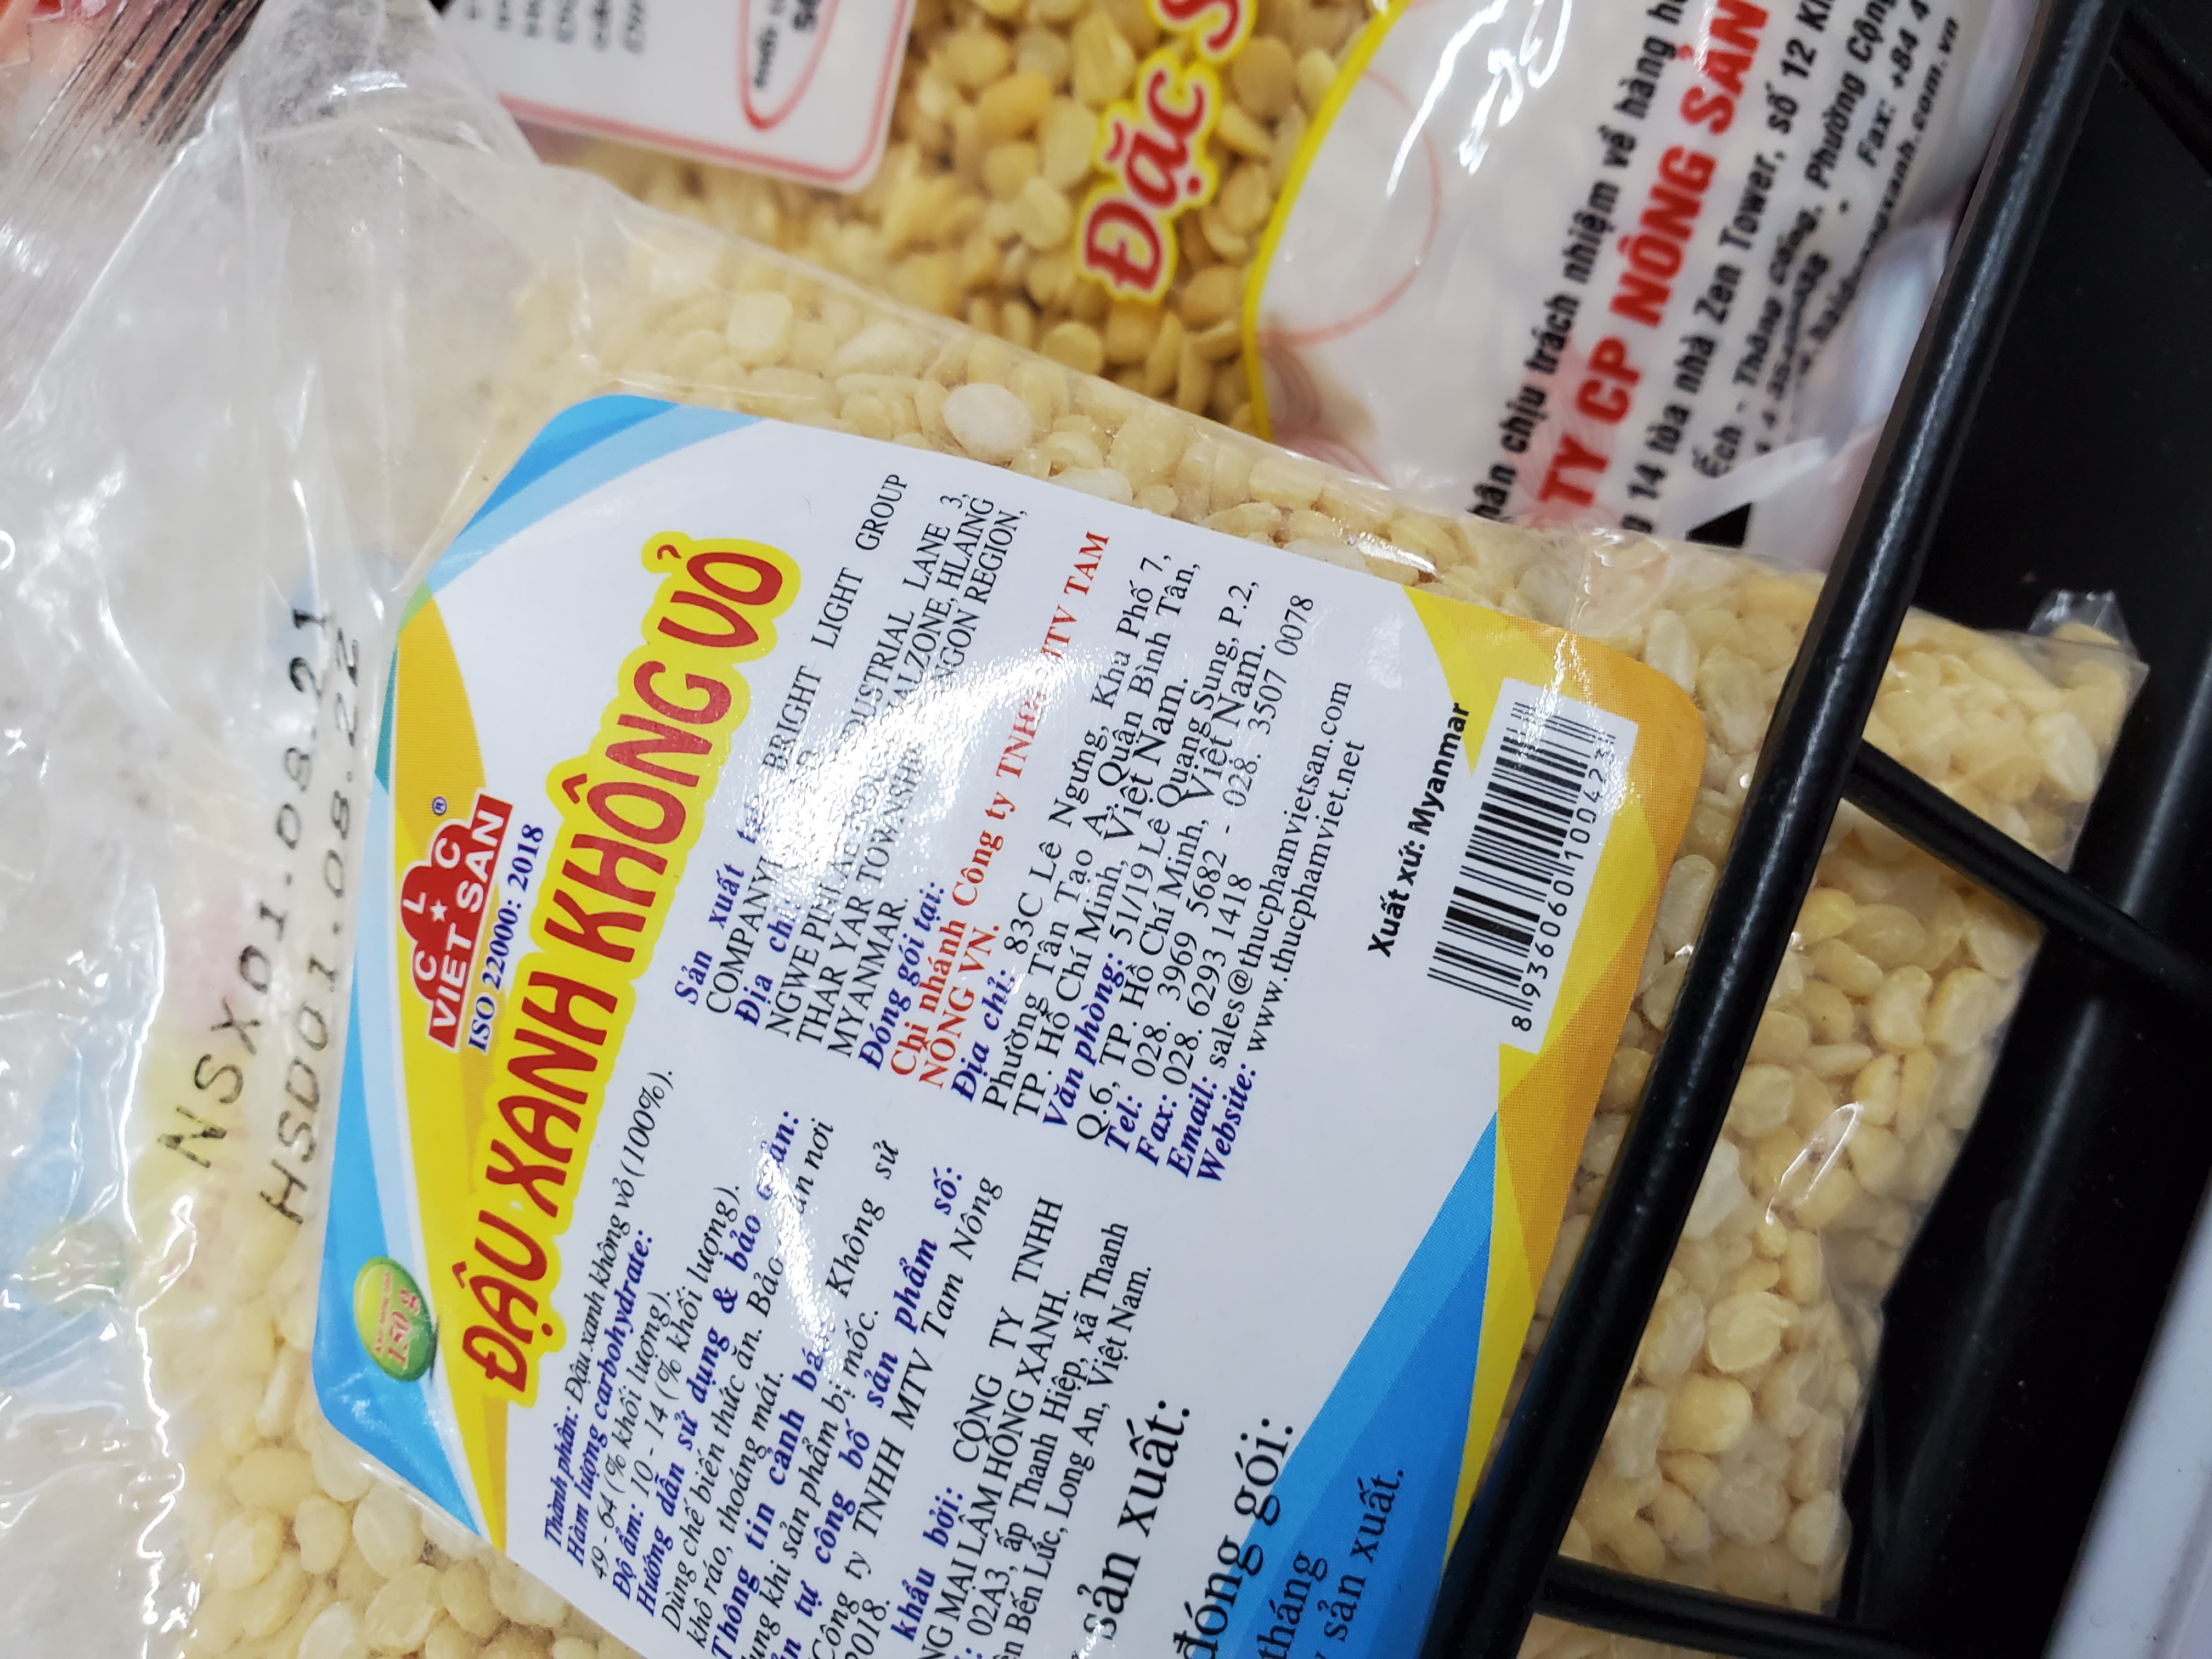 NSX01.08.21
HSD01.08.22
Khối lượng tịnh
150 g
C L C
VIET SAN ®
ISO 22000: 2018
ĐẬU XANH KHÔNG VỎ
Thành phần: Đậu xanh không vỏ (100%).
Hàm lượng carbohydrate:
49 - 64 (% khối lượng).
Độ ẩm: 10 - 14 (% khối lượng).
Hướng dẫn sử dụng & bảo quản:
Dùng chế biến thức ăn. Bảo quản nơi
khô ráo, thoáng mát.
Thông tin cảnh báo: Không sử
dụng khi sản phẩm bị mốc.
tự công bố sản phẩm số:
Công ty TNHH MTV Tam Nông
2018.
khẩu bởi: CÔNG TY TNHH
MẠI LÂM HỒNG XANH.
02A3, ấp Thanh Hiệp, xã Thanh
Bến Lức, Long An, Việt Nam.
sản xuất:
đóng gói:
tháng
sản xuất.
Sản xuất tại: BRIGHT LIGHT GROUP
COMPANY
Địa chỉ: INDUSTRIAL LANE 3,
NGWE PINLAE INDUSTRIALZONE, HLAING
THAR YAR TOWNSHIP, YANGON REGION,
MYANMAR.
Đóng gói tại:
Chi nhánh Công ty TNHH MTV TAM
NÔNG VN.
Địa chỉ: 83C Lê Ngưng, Khu Phố 7,
Phường Tân Tạo A, Quận Bình Tân,
TP. Hồ Chí Minh, Việt Nam.
Văn phòng: 51/19 Lê Quang Sung, P.2,
Q.6, TP. Hồ Chí Minh, Việt Nam.
Tel: 028. 3969 5682 - 028. 3507 0078
Fax: 028. 6293 1418
Email: sales@thucphamvietsan.com
Website: www.thucphamviet.net
Xuất xứ: Myanmar
8 936060 100423
Đặc S
nhân chịu trách nhiệm về hàng
TY CP NÔNG SẢN
14 tòa nhà Zen Tower, số 12
Phường
Fax: +84 4